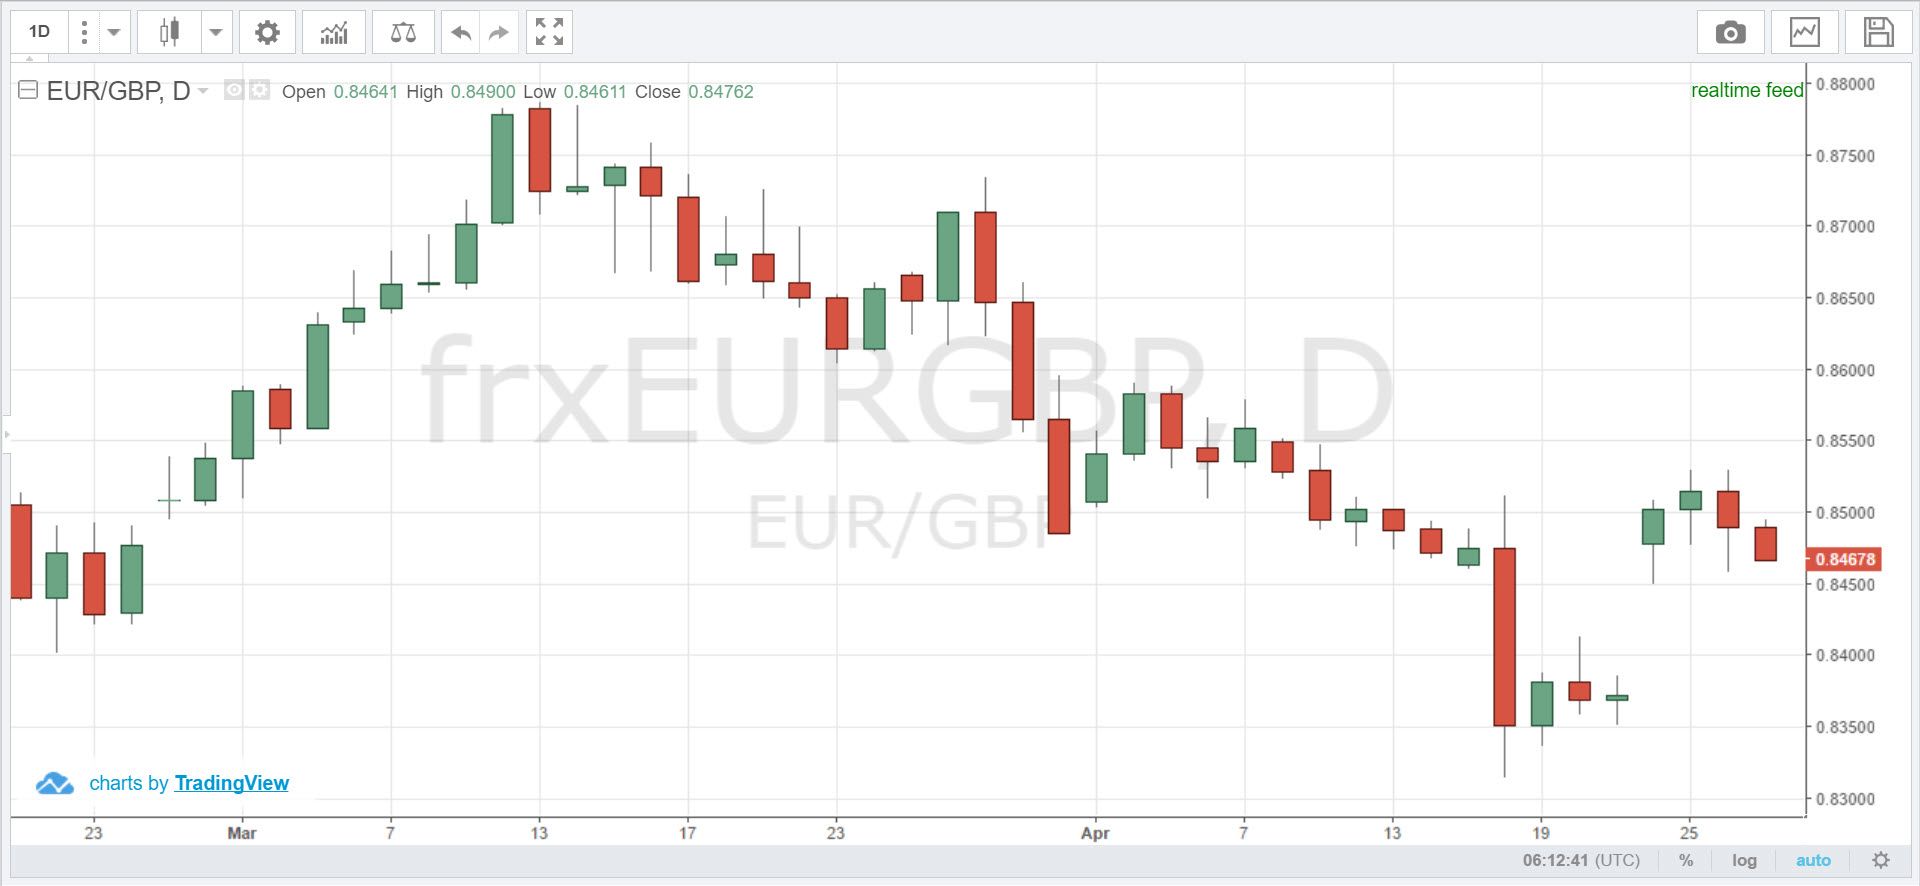 1D
EUR/GBP, D Open 0.84641 High 0.84900 Low 0.84611 Close 0.84762
realtime feed
0.88000
0.87500
0.87000
0.86500
0.86000
0.85500
0.85000
0.84678
0.84500
0.84000
0.83500
0.83000
frxEURGBP, D
EUR/GBP
charts by TradingView
23 Mar 7 13 17 23 Apr 7 13 19 25
06:12:41 (UTC) % log auto